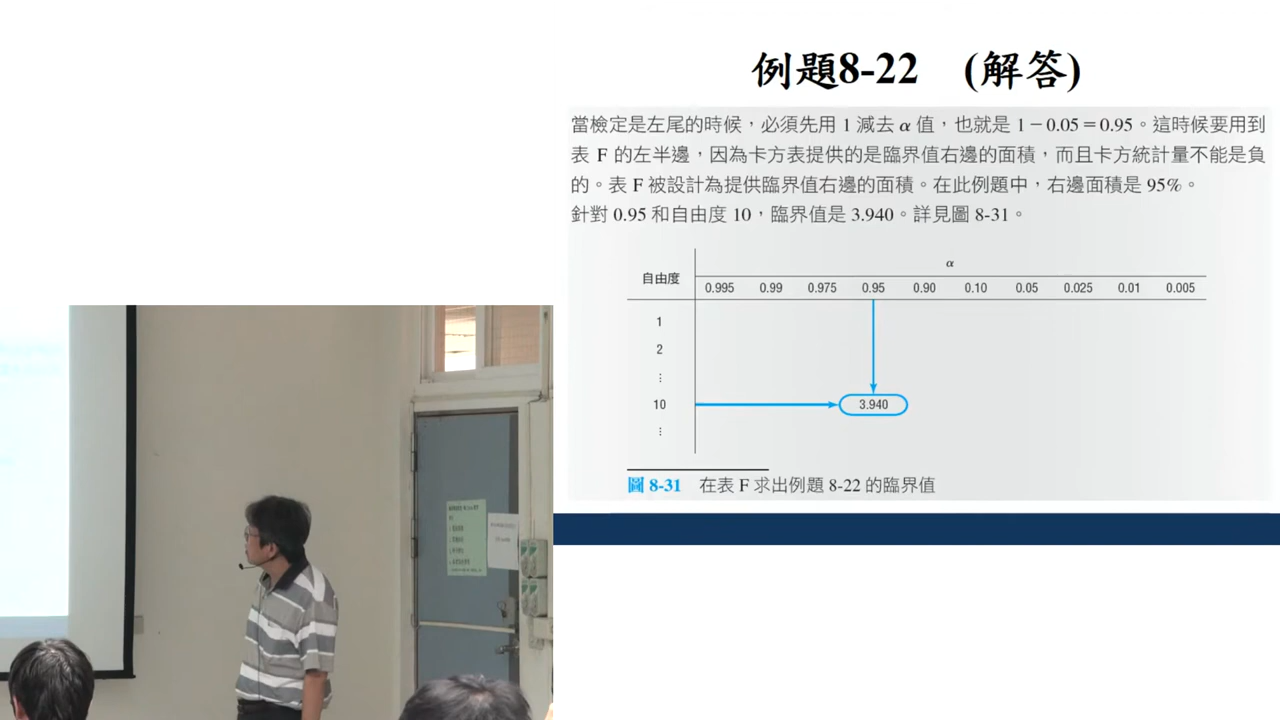 例題8-22 (解答)
當檢定是左尾的時候，必須先用 1 減去 α 值，也就是 1－0.05＝0.95。這時候要用到
表 F 的左半邊，因為卡方表提供的是臨界值右邊的面積，而且卡方統計量不能是負
的。表 F 被設計為提供臨界值右邊的面積。在此例題中，右邊面積是 95%。
針對 0.95 和自由度 10，臨界值是 3.940。詳見圖 8-31。
α
自由度 0.995 0.99 0.975 0.95 0.90 0.10 0.05 0.025 0.01 0.005
1
2
⋮
10 3.940
⋮
圖 8-31 在表 F 求出例題 8-22 的臨界值